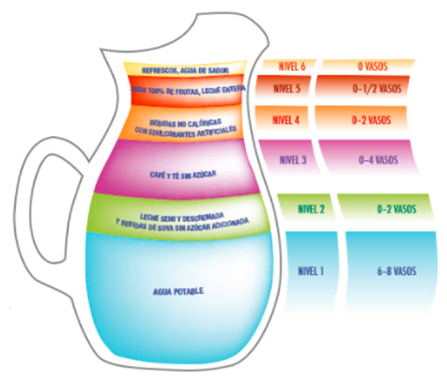 REFRESCOS, AGUA DE SABOR
NIVEL 6
0 VASOS
JUGO 100% DE FRUTAS, LECHE ENTERA
NIVEL 5
0-1/2 VASOS
BEBIDAS NO CALÓRICAS
CON EDULCORANTES ARTIFICIALES
NIVEL 4
0-2 VASOS
CAFÉ Y TÉ SIN AZÚCAR
NIVEL 3
0-4 VASOS
LECHE SEMI Y DESCREMADA
Y BEBIDAS DE SOYA SIN AZÚCAR ADICIONADA
NIVEL 2
0-2 VASOS
AGUA POTABLE
NIVEL 1
6-8 VASOS